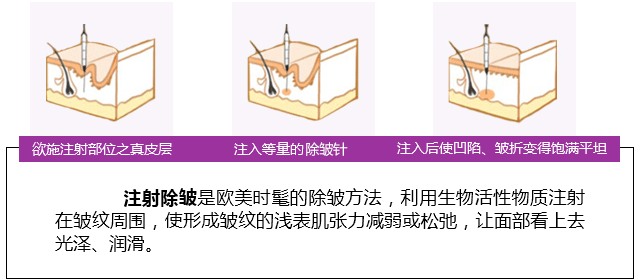 欲施注射部位之真皮层
注入等量的除皱针
注入后使凹陷、皱折变得饱满平坦
注射除皱是欧美时髦的除皱方法，利用生物活性物质注射
在皱纹周围，使形成皱纹的浅表肌张力减弱或松弛，让面部看上去
光泽、润滑。